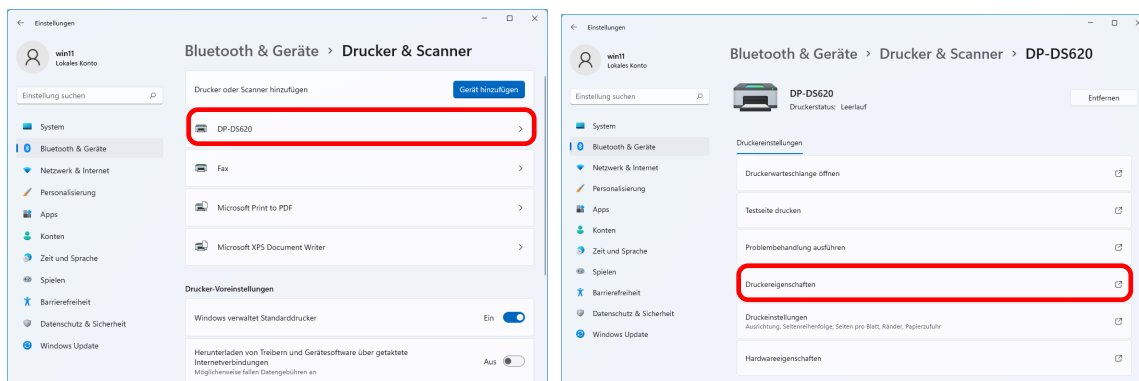 Einstellungen
win11
Lokales Konto
Einstellung suchen
System
Bluetooth & Geräte
Netzwerk & Internet
Personalisierung
Apps
Konten
Zeit und Sprache
Spielen
Barrierefreiheit
Datenschutz & Sicherheit
Windows Update
Bluetooth & Geräte > Drucker & Scanner
Drucker oder Scanner hinzufügen
Gerät hinzufügen
DP-DS620
Fax
Microsoft Print to PDF
Microsoft XPS Document Writer
Drucker-Voreinstellungen
Windows verwaltet Standarddrucker
Ein
Herunterladen von Treibern und Gerätesoftware über getaktete
Internetverbindungen
Möglicherweise fallen Datengebühren an
Aus
Einstellungen
win11
Lokales Konto
Einstellung suchen
System
Bluetooth & Geräte
Netzwerk & Internet
Personalisierung
Apps
Konten
Zeit und Sprache
Spielen
Barrierefreiheit
Datenschutz & Sicherheit
Windows Update
Bluetooth & Geräte > Drucker & Scanner > DP-DS620
DP-DS620
Druckerstatus: Leerlauf
Entfernen
Druckereinstellungen
Druckerwarteschlange öffnen
Testseite drucken
Problembehandlung ausführen
Druckereigenschaften
Druckeinstellungen
Ausrichtung, Seitenreihenfolge, Seiten pro Blatt, Ränder, Papierzufuhr
Hardwareeigenschaften